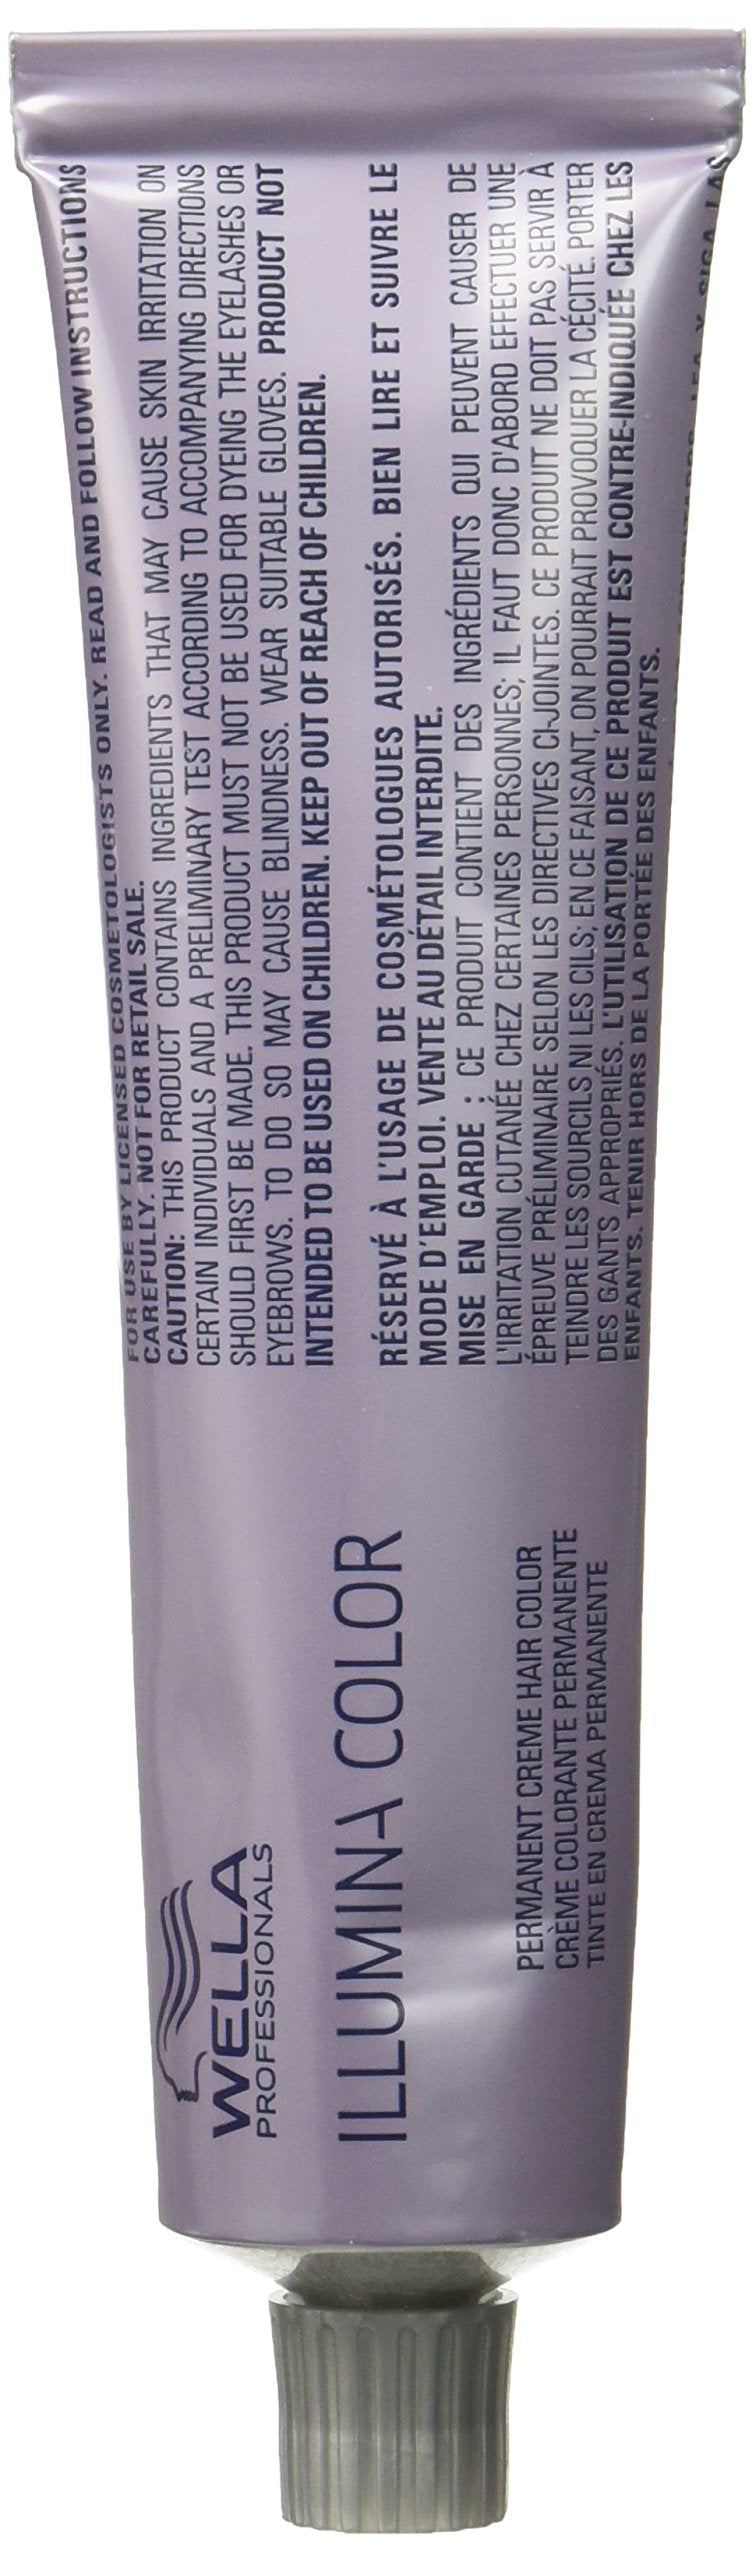 WELLA
PROFESSIONALS
ILLUMINA COLOR
PERMANENT CREME HAIR COLOR
CRÈME COLORANTE PERMANENTE
TINTE EN CREMA PERMANENTE
FOR USE BY LICENSED COSMETOLOGISTS ONLY. READ AND FOLLOW INSTRUCTIONS
CAREFULLY. NOT FOR RETAIL SALE.
CAUTION: THIS PRODUCT CONTAINS INGREDIENTS THAT MAY CAUSE SKIN IRRITATION ON
CERTAIN INDIVIDUALS AND A PRELIMINARY TEST ACCORDING TO ACCOMPANYING DIRECTIONS
SHOULD FIRST BE MADE. THIS PRODUCT MUST NOT BE USED FOR DYEING THE EYELASHES OR
EYEBROWS. TO DO SO MAY CAUSE BLINDNESS. WEAR SUITABLE GLOVES. PRODUCT NOT
INTENDED TO BE USED ON CHILDREN. KEEP OUT OF REACH OF CHILDREN.
RÉSERVÉ À L'USAGE DE COSMÉTOLOGUES AUTORISÉS. BIEN LIRE ET SUIVRE LE
MODE D'EMPLOI. VENTE AU DÉTAIL INTERDITE.
MISE EN GARDE : CE PRODUIT CONTIENT DES INGRÉDIENTS QUI PEUVENT CAUSER DE
L'IRRITATION CUTANÉE CHEZ CERTAINES PERSONNES; IL FAUT DONC D'ABORD EFFECTUER UNE
ÉPREUVE PRÉLIMINAIRE SELON LES DIRECTIVES CI-JOINTES. CE PRODUIT NE DOIT PAS SERVIR À
TEINDRE LES SOURCILS NI LES CILS; EN CE FAISANT, ON POURRAIT PROVOQUER LA CÉCITÉ. PORTER
DES GANTS APPROPRIÉS. L'UTILISATION DE CE PRODUIT EST CONTRE-INDIQUÉE CHEZ LES
ENFANTS. TENIR HORS DE LA PORTÉE DES ENFANTS.